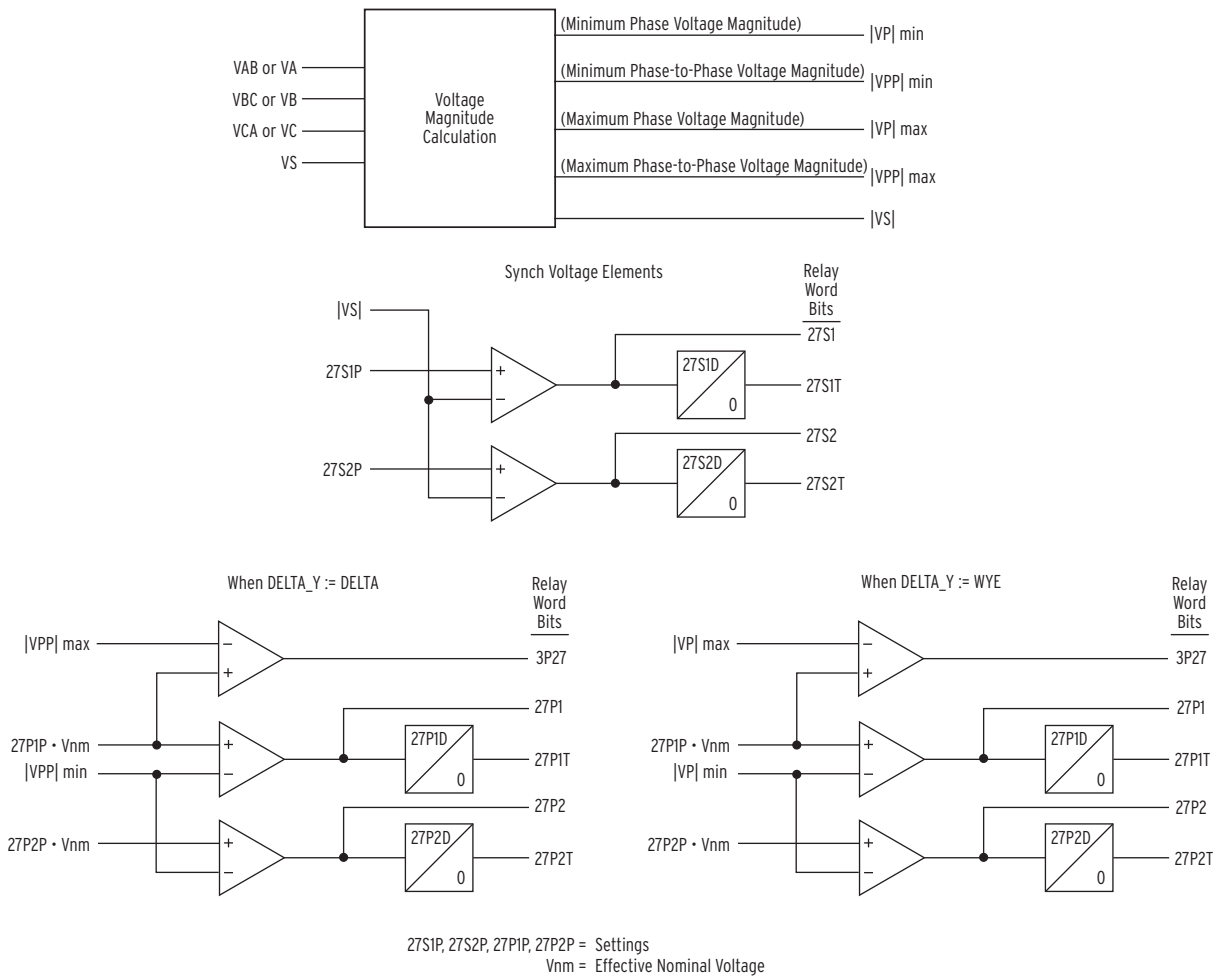 (Minimum Phase Voltage Magnitude)
|VP| min
VAB or VA
(Minimum Phase-to-Phase Voltage Magnitude)
|VPP| min
VBC or VB
Voltage
Magnitude
Calculation
(Maximum Phase Voltage Magnitude)
|VP| max
VCA or VC
VS
(Maximum Phase-to-Phase Voltage Magnitude)
|VPP| max
|VS|
Synch Voltage Elements
Relay
Word
Bits
|VS|
27S1
27S1P
+
−
27S1D
0
27S1T
27S2
27S2P
+
−
27S2D
0
27S2T
When DELTA_Y := DELTA
Relay
Word
Bits
|VPP| max
−
+
3P27
27P1
27P1P • Vnm
|VPP| min
+
−
27P1D
0
27P1T
27P2
27P2P • Vnm
+
−
27P2D
0
27P2T
When DELTA_Y := WYE
Relay
Word
Bits
|VP| max
−
+
3P27
27P1
27P1P • Vnm
|VP| min
+
−
27P1D
0
27P1T
27P2
27P2P • Vnm
+
−
27P2D
0
27P2T
27S1P, 27S2P, 27P1P, 27P2P = Settings
Vnm = Effective Nominal Voltage